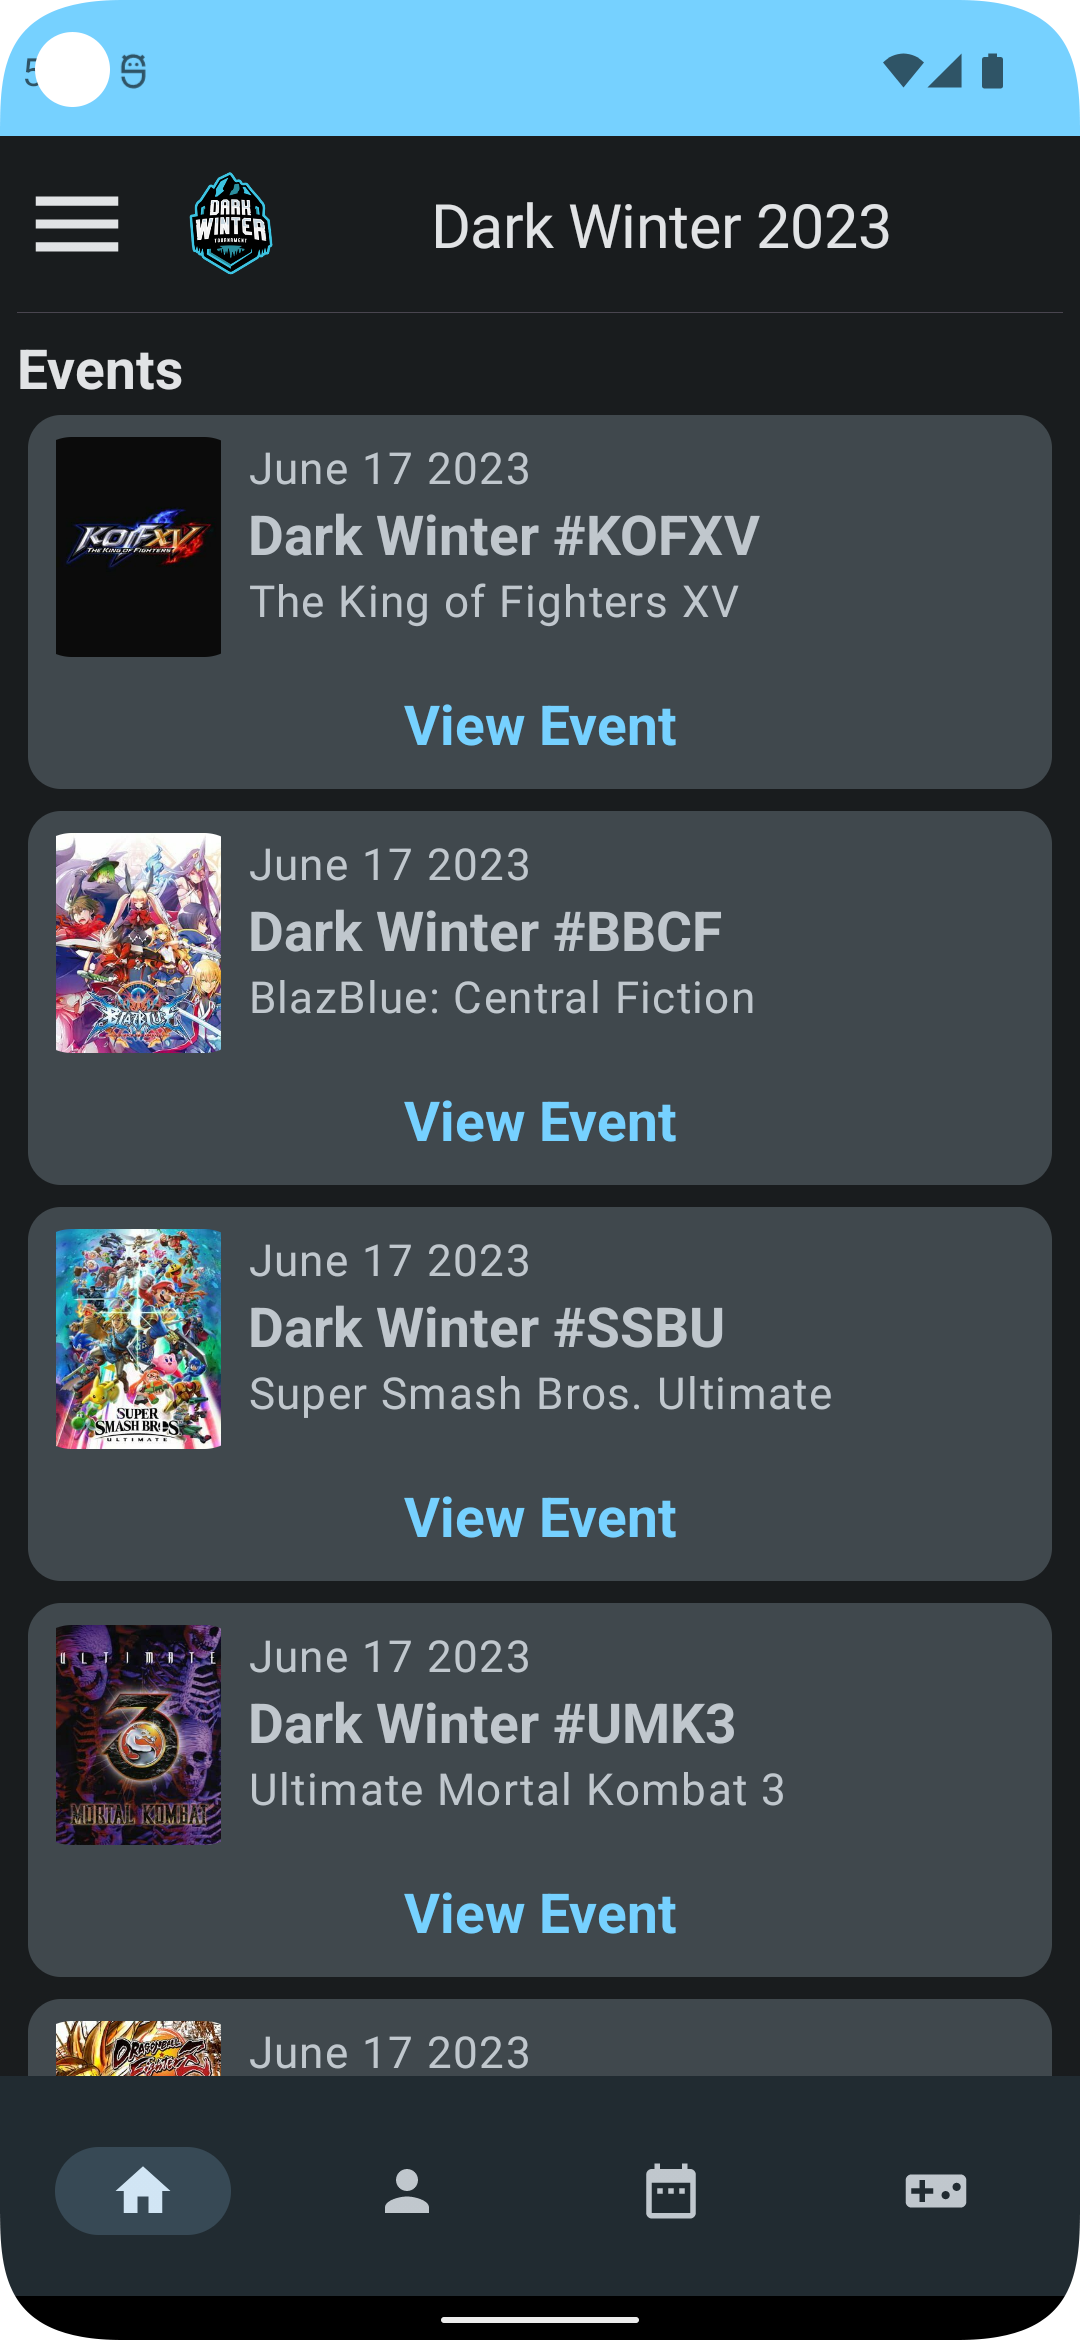 5
DARK
WINTER
TOURNAMENT
Dark Winter 2023
Events
KOFXV
THE KING OF FIGHTERS
June 17 2023
Dark Winter #KOFXV
The King of Fighters XV
View Event
BLAZBLUE
June 17 2023
Dark Winter #BBCF
BlazBlue: Central Fiction
View Event
SUPER
SMASH BROS.
ULTIMATE
June 17 2023
Dark Winter #SSBU
Super Smash Bros. Ultimate
View Event
ULTIMATE
3
MORTAL KOMBAT
June 17 2023
Dark Winter #UMK3
Ultimate Mortal Kombat 3
View Event
DRAGONBALL
FighterZ
June 17 2023